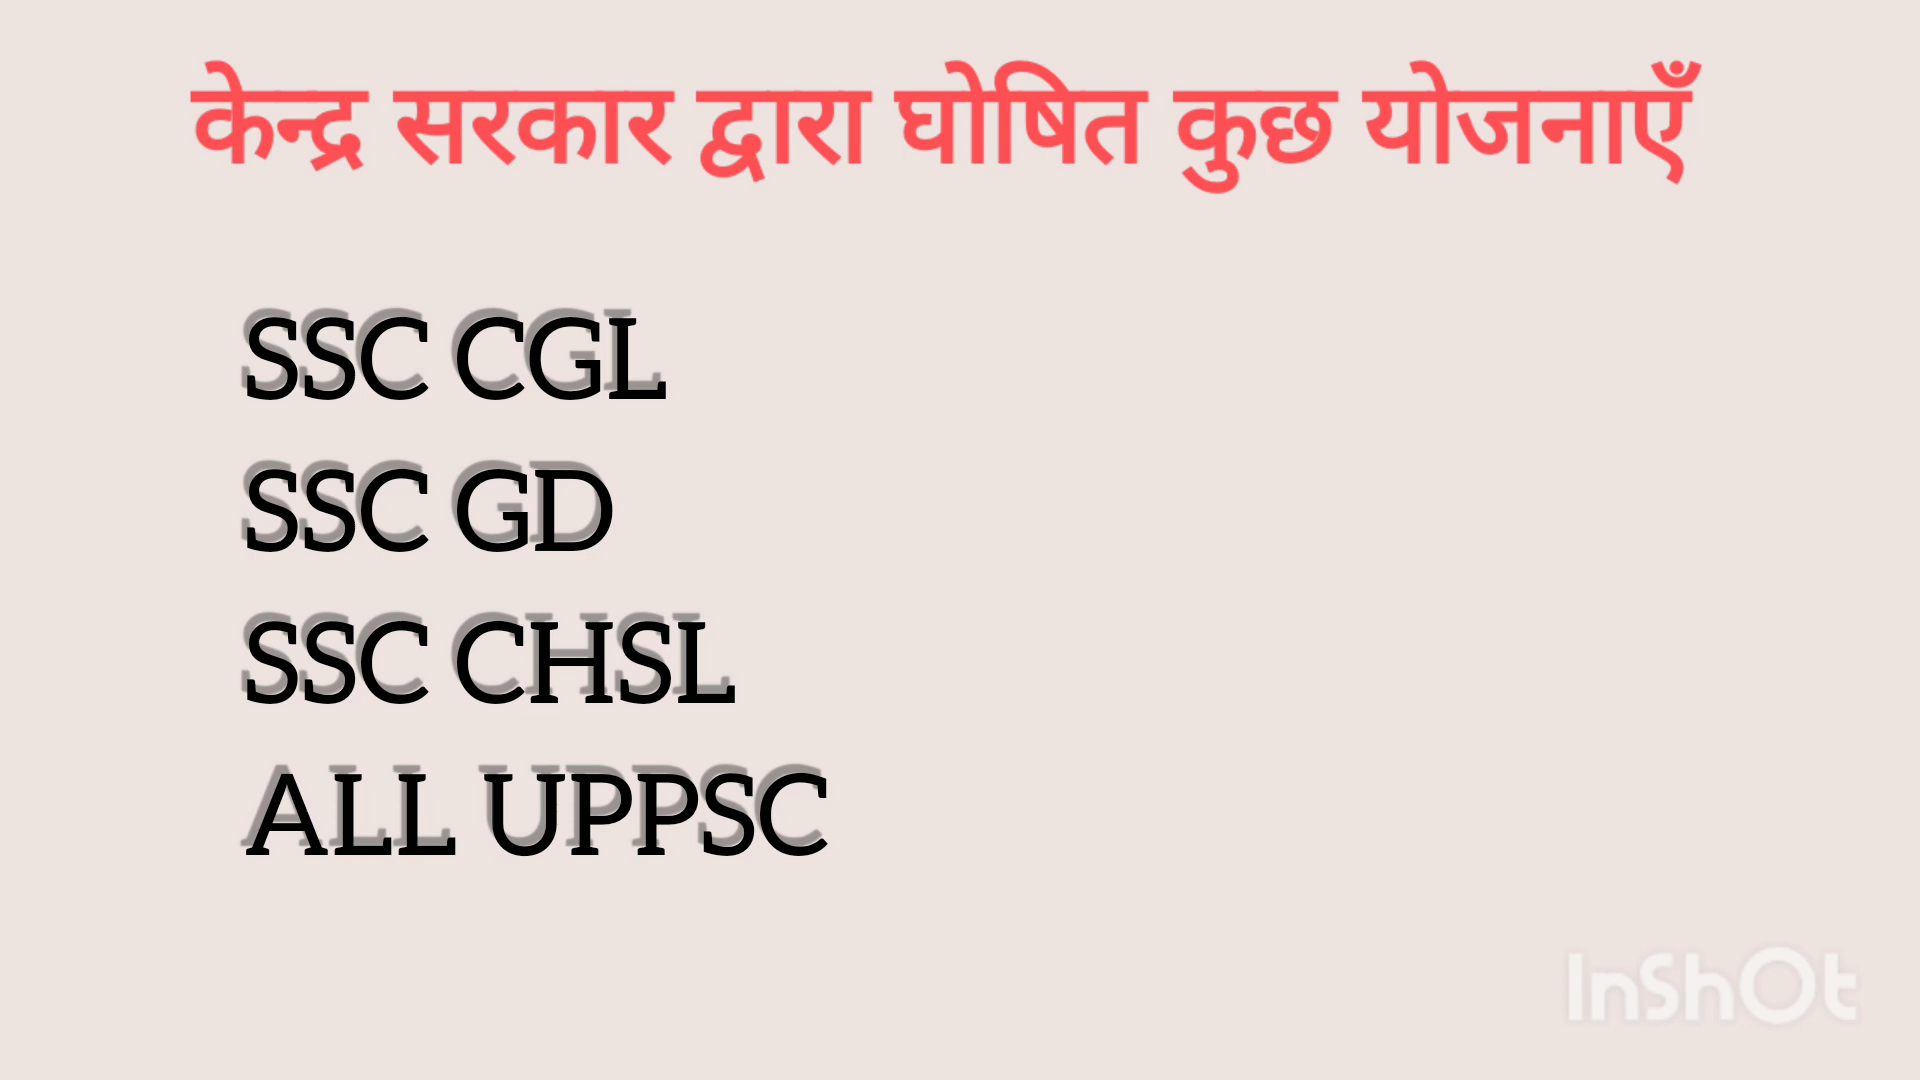 केन्द्र सरकार द्वारा घोषित कुछ योजनाएँ
SSC CGL
SSC GD
SSC CHSL
ALL UPPSC
InShOt